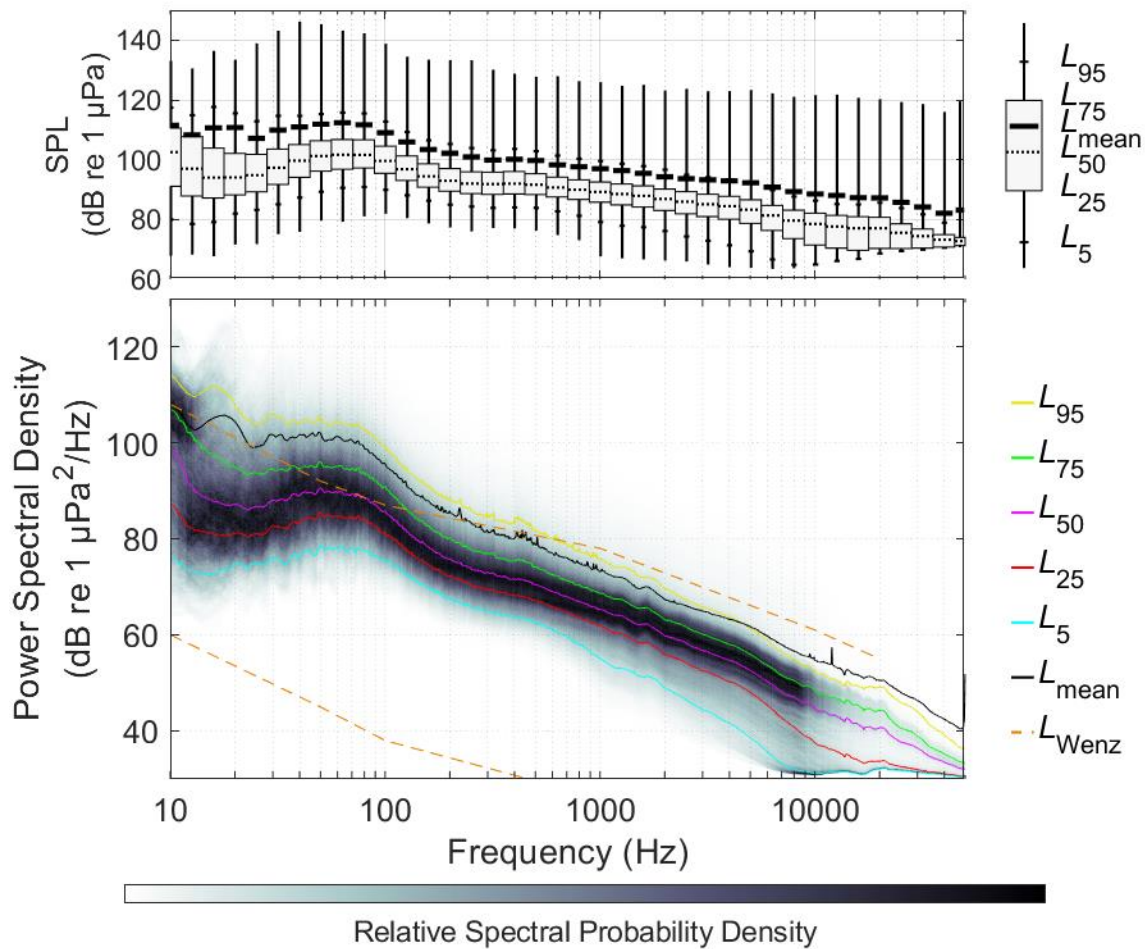 140
120
100
80
60
SPL
(dB re 1 µPa)
L95
L75
Lmean
L50
L25
L5
120
100
80
60
40
Power Spectral Density
(dB re 1 µPa²/Hz)
10 100 1000 10000
Frequency (Hz)
L95
L75
L50
L25
L5
Lmean
LWenz
Relative Spectral Probability Density